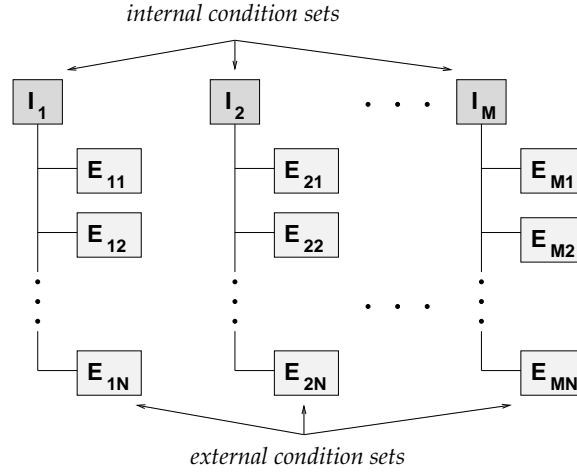 internal condition sets
I1 I2 . . . IM
E11 E21 EM1
E12 E22 EM2
. . .
E1N E2N EMN
external condition sets